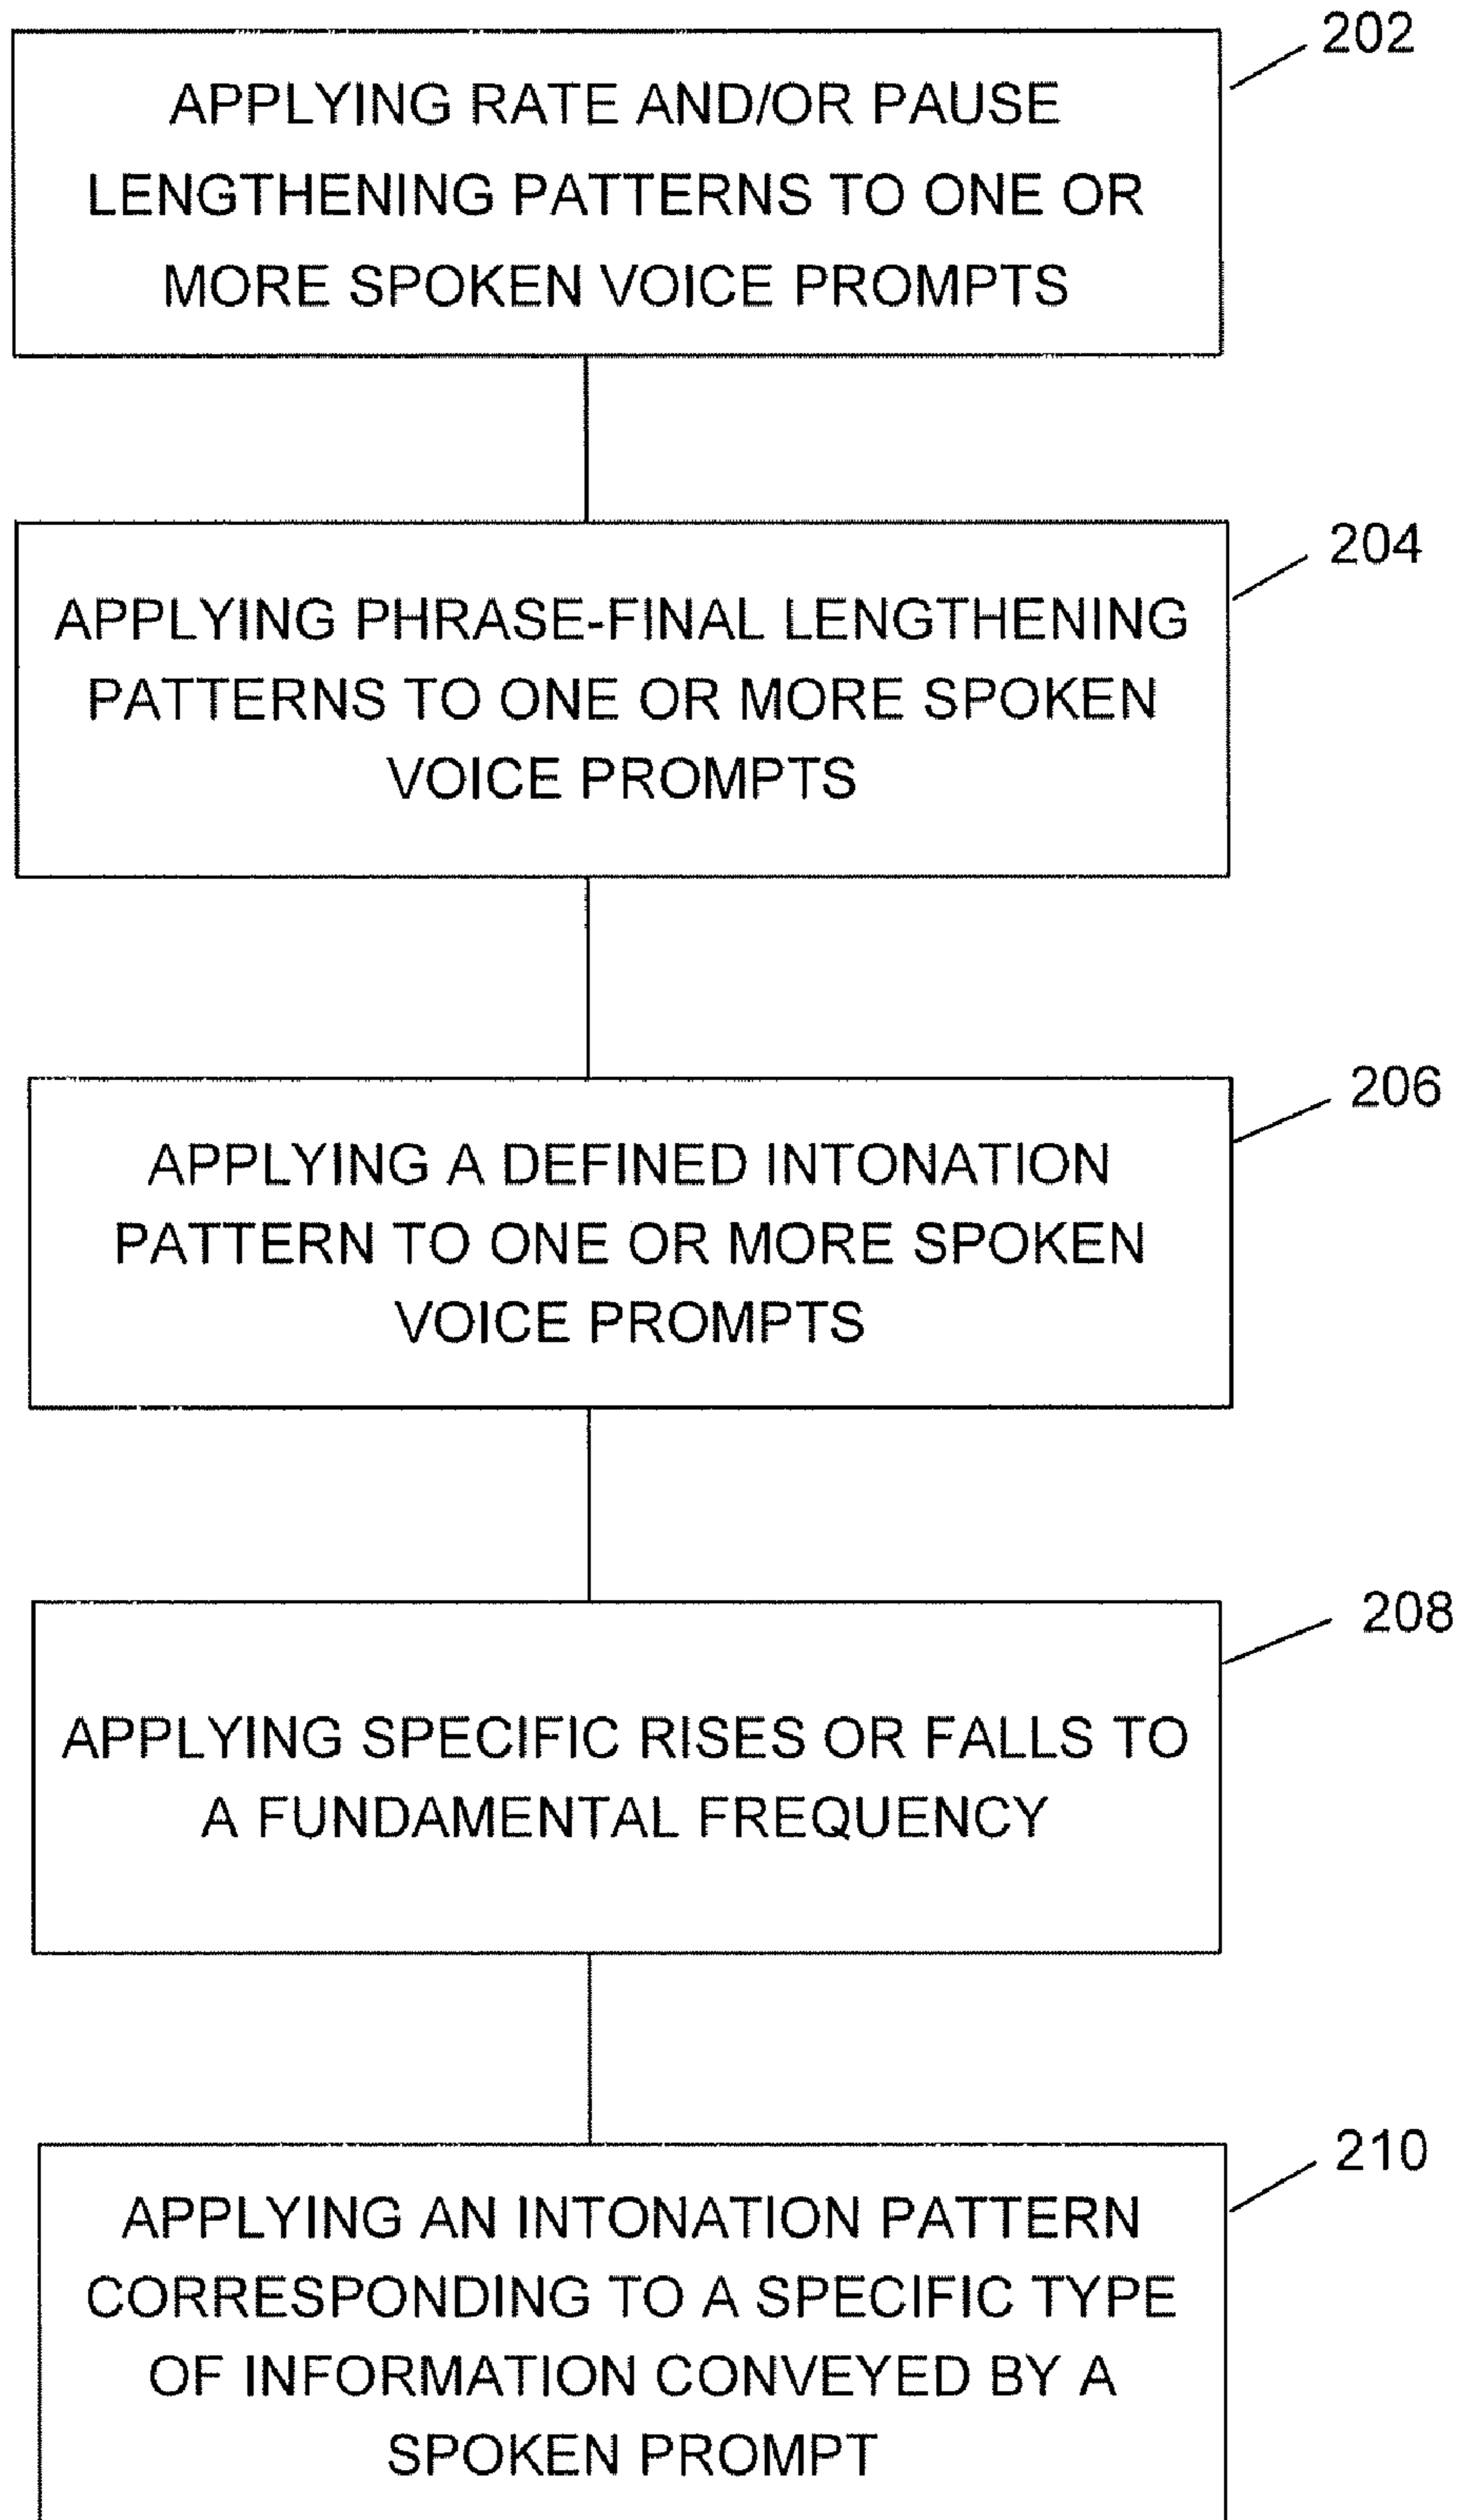 202
APPLYING RATE AND/OR PAUSE
LENGTHENING PATTERNS TO ONE OR
MORE SPOKEN VOICE PROMPTS
204
APPLYING PHRASE-FINAL LENGTHENING
PATTERNS TO ONE OR MORE SPOKEN
VOICE PROMPTS
206
APPLYING A DEFINED INTONATION
PATTERN TO ONE OR MORE SPOKEN
VOICE PROMPTS
208
APPLYING SPECIFIC RISES OR FALLS TO
A FUNDAMENTAL FREQUENCY
210
APPLYING AN INTONATION PATTERN
CORRESPONDING TO A SPECIFIC TYPE
OF INFORMATION CONVEYED BY A
SPOKEN PROMPT